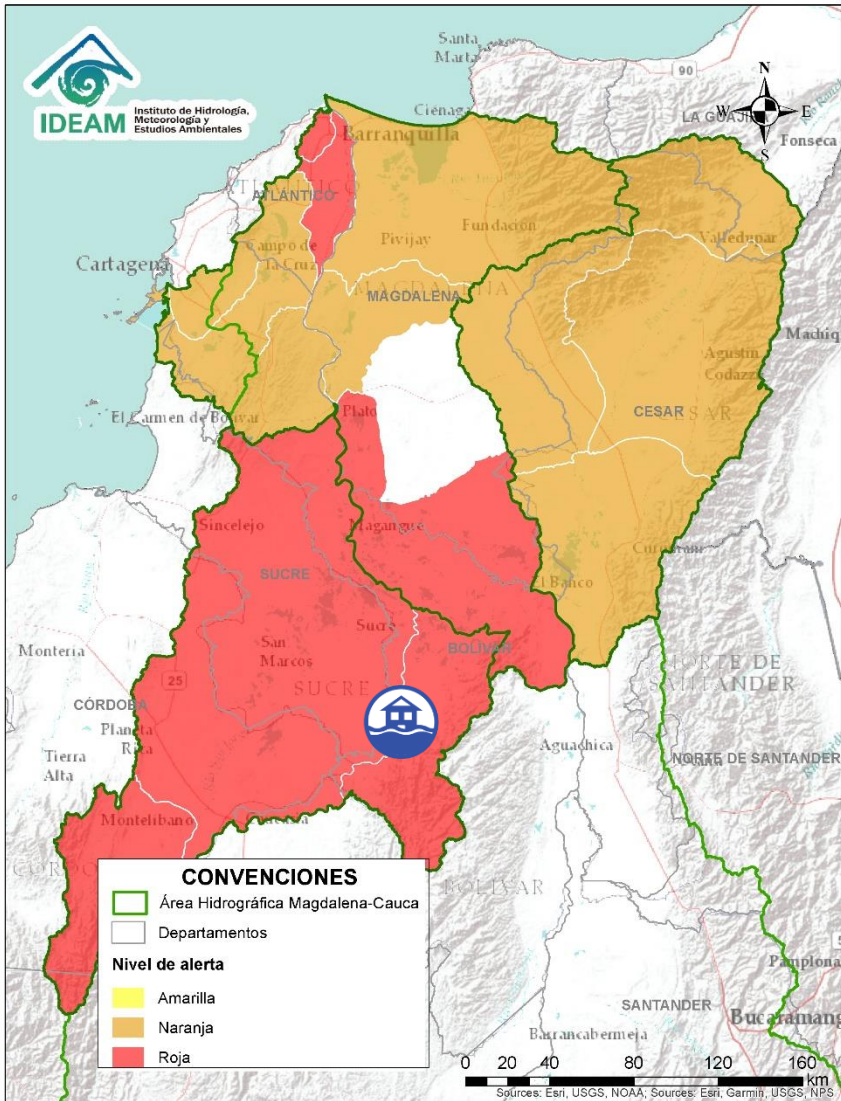 IDEAM
Instituto de Hidrología,
Meteorología y
Estudios Ambientales
Santa
Marta
90
N
W
E
S
LA GUAJI
Fonseca
Ciénaga
Barranquilla
ATLÁNTICO
Cartagena
Campo de
la Cruz
Pivijay
Fundación
Valledupar
MAGDALENA
Machiq
Agustín
Codazzi
El Carmen de Bolívar
Plato
CESAR
Sincelejo
Magangué
SUCRE
El Banco
Montería
San
Marcos
Sucre
BOLÍVAR
SUCRE
NORTE DE
SANTANDER
25
CÓRDOBA
Planeta
Rica
Tierra
Alta
Aguachica
NORTE DE SANTANDER
Montelíbano
BOLÍVAR
CONVENCIONES
Área Hidrográfica Magdalena-Cauca
Departamentos
Nivel de alerta
Amarilla
Naranja
Roja
Pamplona
SANTANDER
Bucaramang
Barrancabermeja
0 20 40 80 120 160
km
Sources: Esri, USGS, NOAA; Sources: Esri, Garmin, USGS, NPS